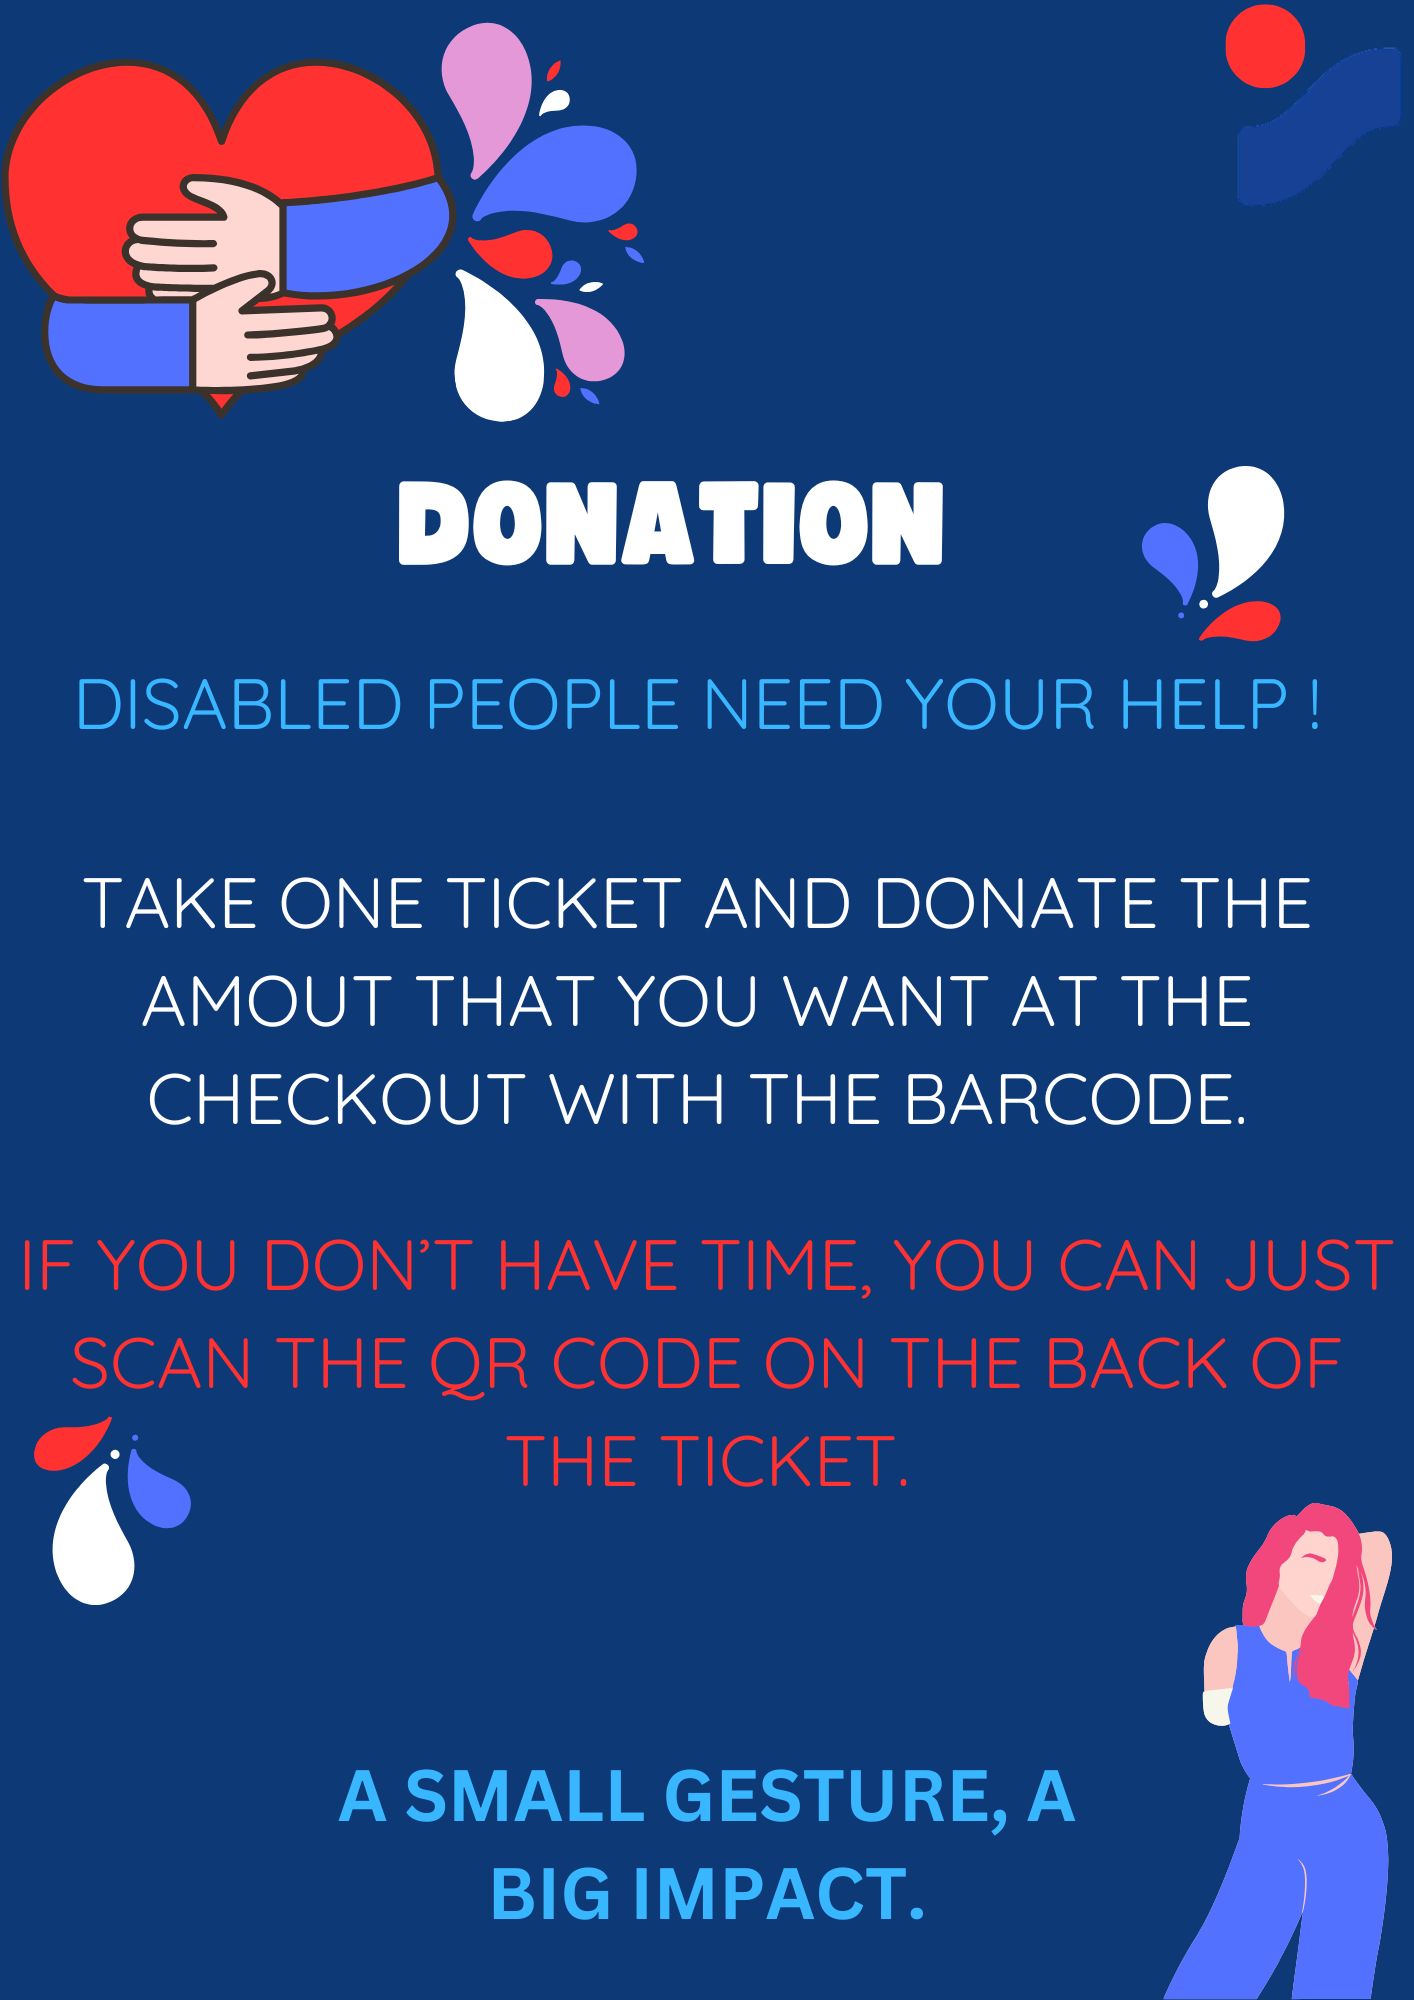 DONATION
DISABLED PEOPLE NEED YOUR HELP !
TAKE ONE TICKET AND DONATE THE
AMOUT THAT YOU WANT AT THE
CHECKOUT WITH THE BARCODE.
IF YOU DON’T HAVE TIME, YOU CAN JUST
SCAN THE QR CODE ON THE BACK OF
THE TICKET.
A SMALL GESTURE, A
BIG IMPACT.